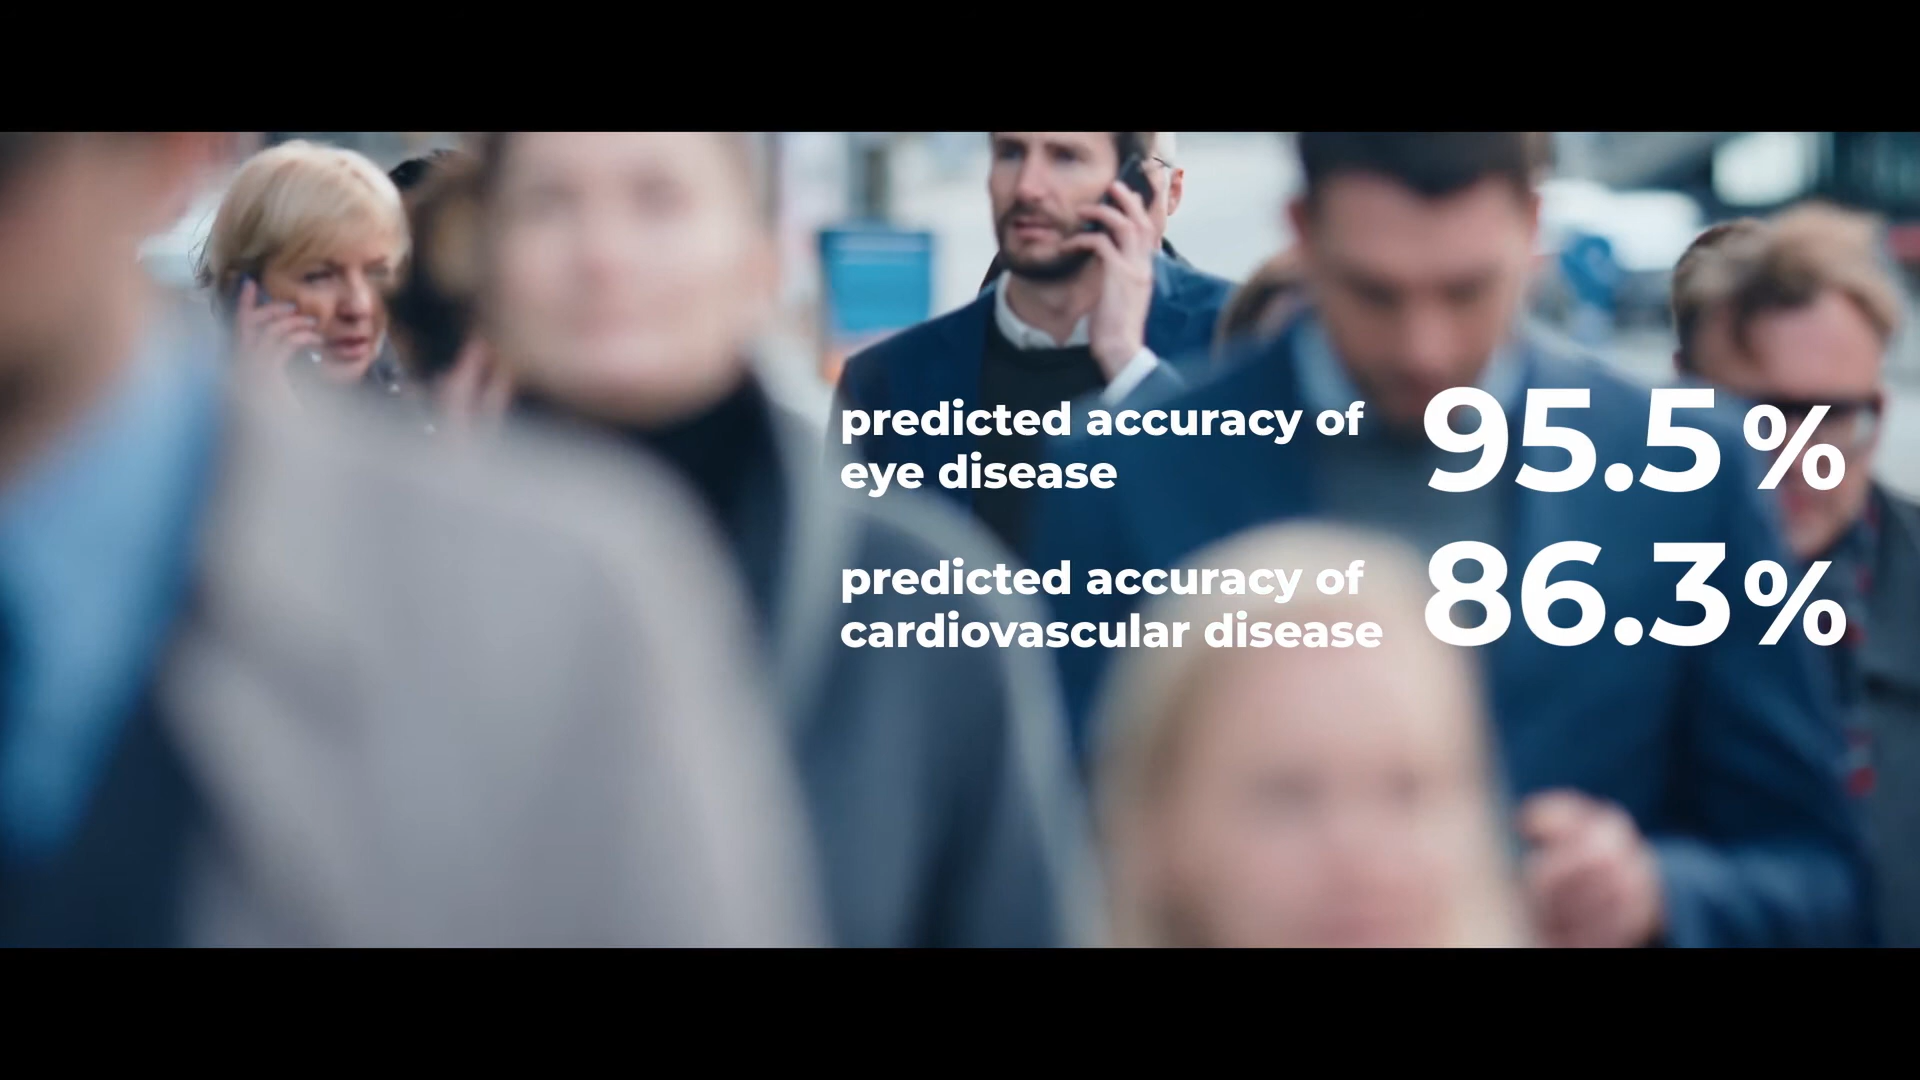 predicted accuracy of
eye disease
95.5%
predicted accuracy of
cardiovascular disease
86.3%